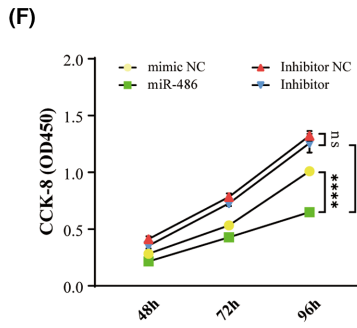 (F)
mimic NC
Inhibitor NC
miR-486
Inhibitor
CCK-8 (OD450)
2.0
1.5
1.0
0.5
0.0
ns
****
48h
72h
96h